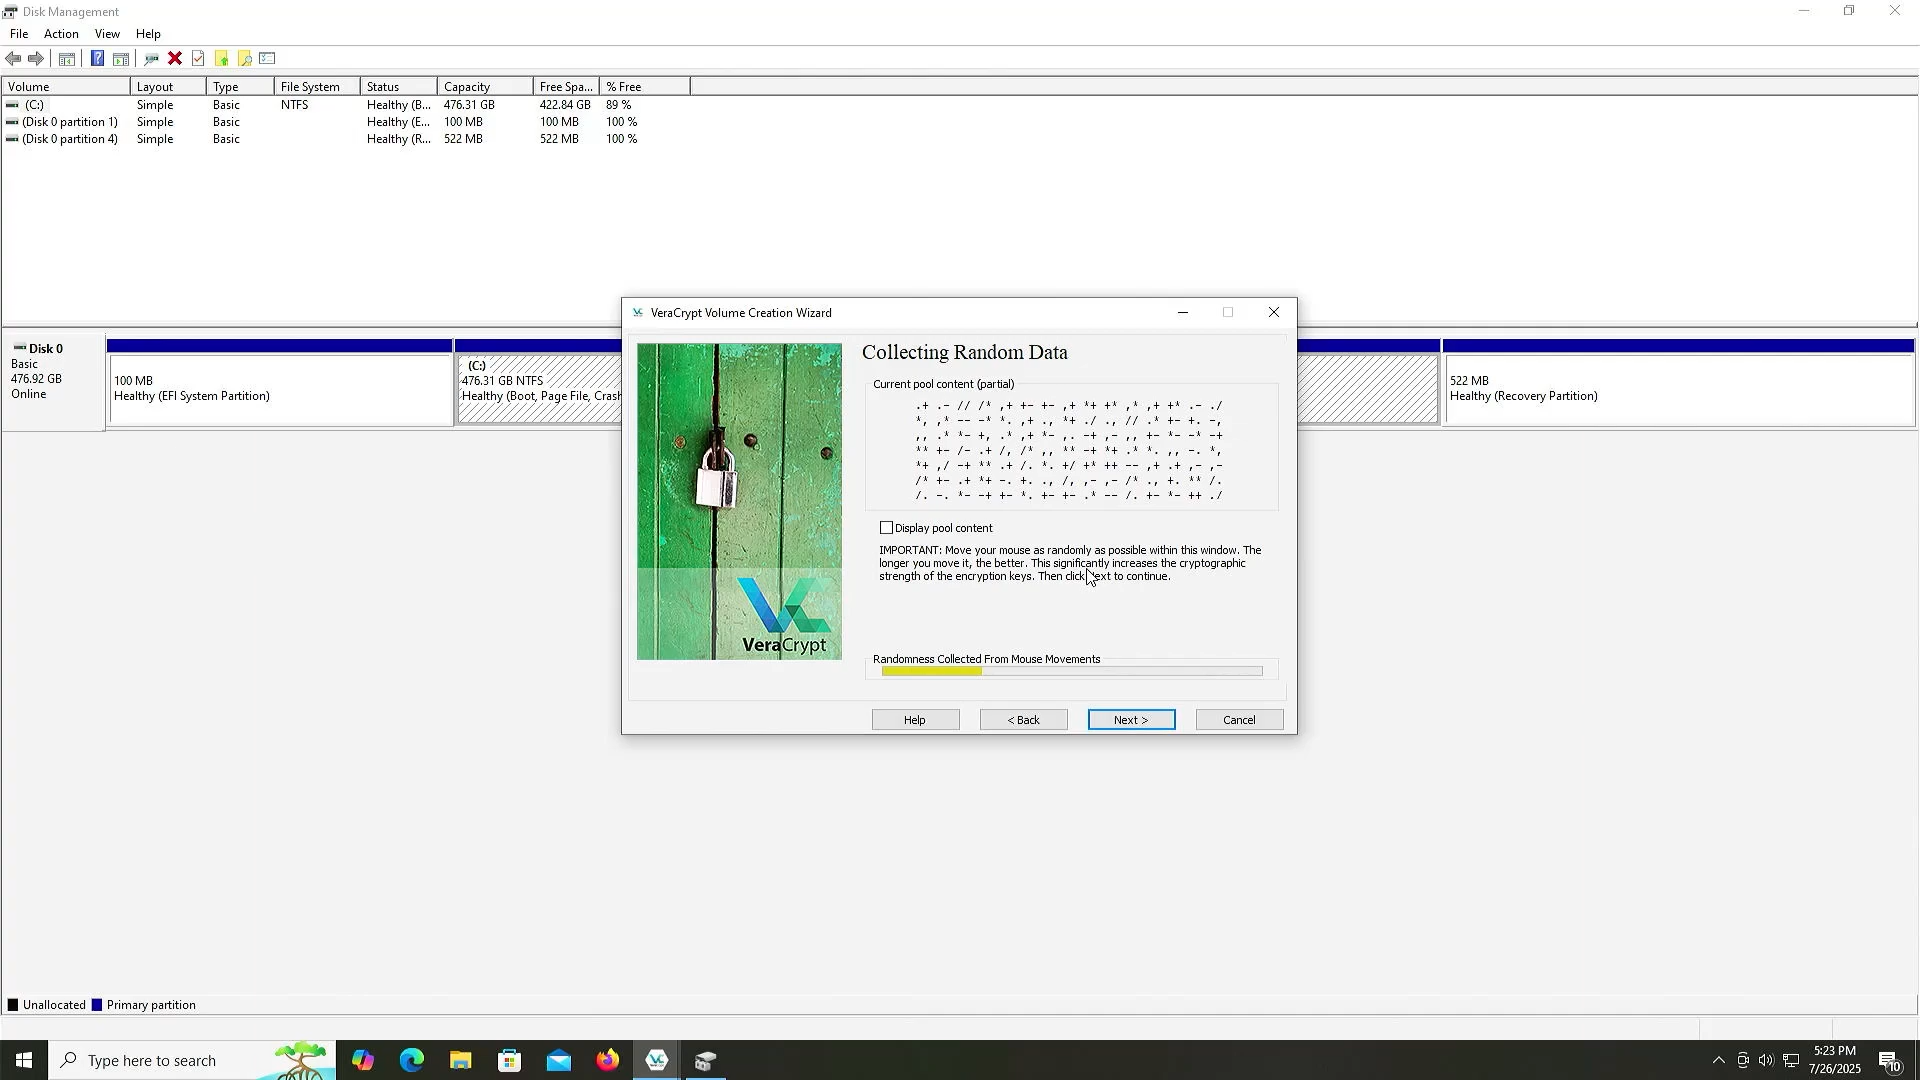 Disk Management
File Action View Help
Volume Layout Type File System Status Capacity Free Spa... % Free
(C:) Simple Basic NTFS Healthy (B... 476.31 GB 422.84 GB 89 %
(Disk 0 partition 1) Simple Basic Healthy (E... 100 MB 100 MB 100 %
(Disk 0 partition 4) Simple Basic Healthy (R... 522 MB 522 MB 100 %
Disk 0
Basic
476.92 GB
Online
100 MB
Healthy (EFI System Partition)
(C:)
476.31 GB NTFS
Healthy (Boot, Page File, Crash
522 MB
Healthy (Recovery Partition)
VeraCrypt Volume Creation Wizard
VeraCrypt
Collecting Random Data
Current pool content (partial)
.+ .- // /* ,+ +- +- ,+ *+ +* ,* ,+ +* .- ./
*, ,* -- -* *. ,+ ., *+ ./ ., // .* +- +. -,
,, .* *- +, .* ,+ *- ,. -+ ,- ,, +- *- -* -+
** +- /- .+ /, /* ,, ** -+ *+ .* *. ,, -. *,
*+ ,/ -+ ** .+ /. *. +/ +* ++ -- ,+ .+ ,- ,-
/* +- .+ *+ -. +. ., /, ,- ,- /* ., +. ** /.
/. -. *- -+ +- *. +- +- .* -- /. +- *- ++ ./
Display pool content
IMPORTANT: Move your mouse as randomly as possible within this window. The
longer you move it, the better. This significantly increases the cryptographic
strength of the encryption keys. Then click Next to continue.
Randomness Collected From Mouse Movements
Help < Back Next > Cancel
Unallocated Primary partition
Type here to search
5:23 PM
7/26/2025
10